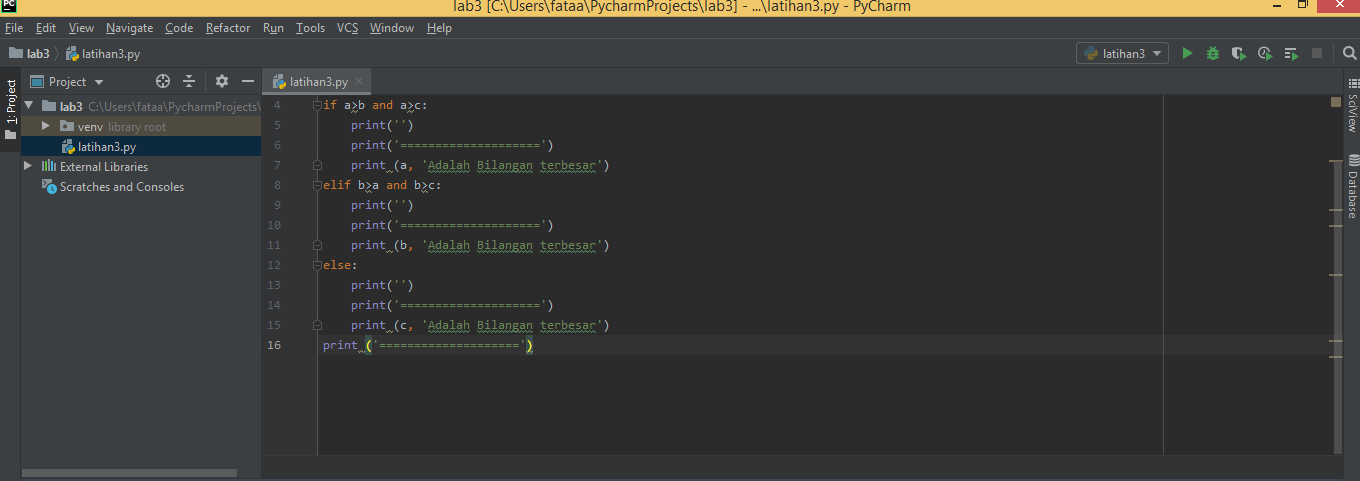 PC
lab3 [C:\Users\fataa\PycharmProjects\lab3] - ...\latihan3.py - PyCharm
File Edit View Navigate Code Refactor Run Tools VCS Window Help
lab3 latihan3.py latihan3
1: Project
Project
lab3 C:\Users\fataa\PycharmProjects\
venv library root
latihan3.py
External Libraries
Scratches and Consoles
latihan3.py
4 if a>b and a>c:
5 print('')
6 print('====================')
7 print (a, 'Adalah Bilangan terbesar')
8 elif b>a and b>c:
9 print('')
10 print('====================')
11 print (b, 'Adalah Bilangan terbesar')
12 else:
13 print('')
14 print('====================')
15 print (c, 'Adalah Bilangan terbesar')
16 print ('====================')
SciView
Database